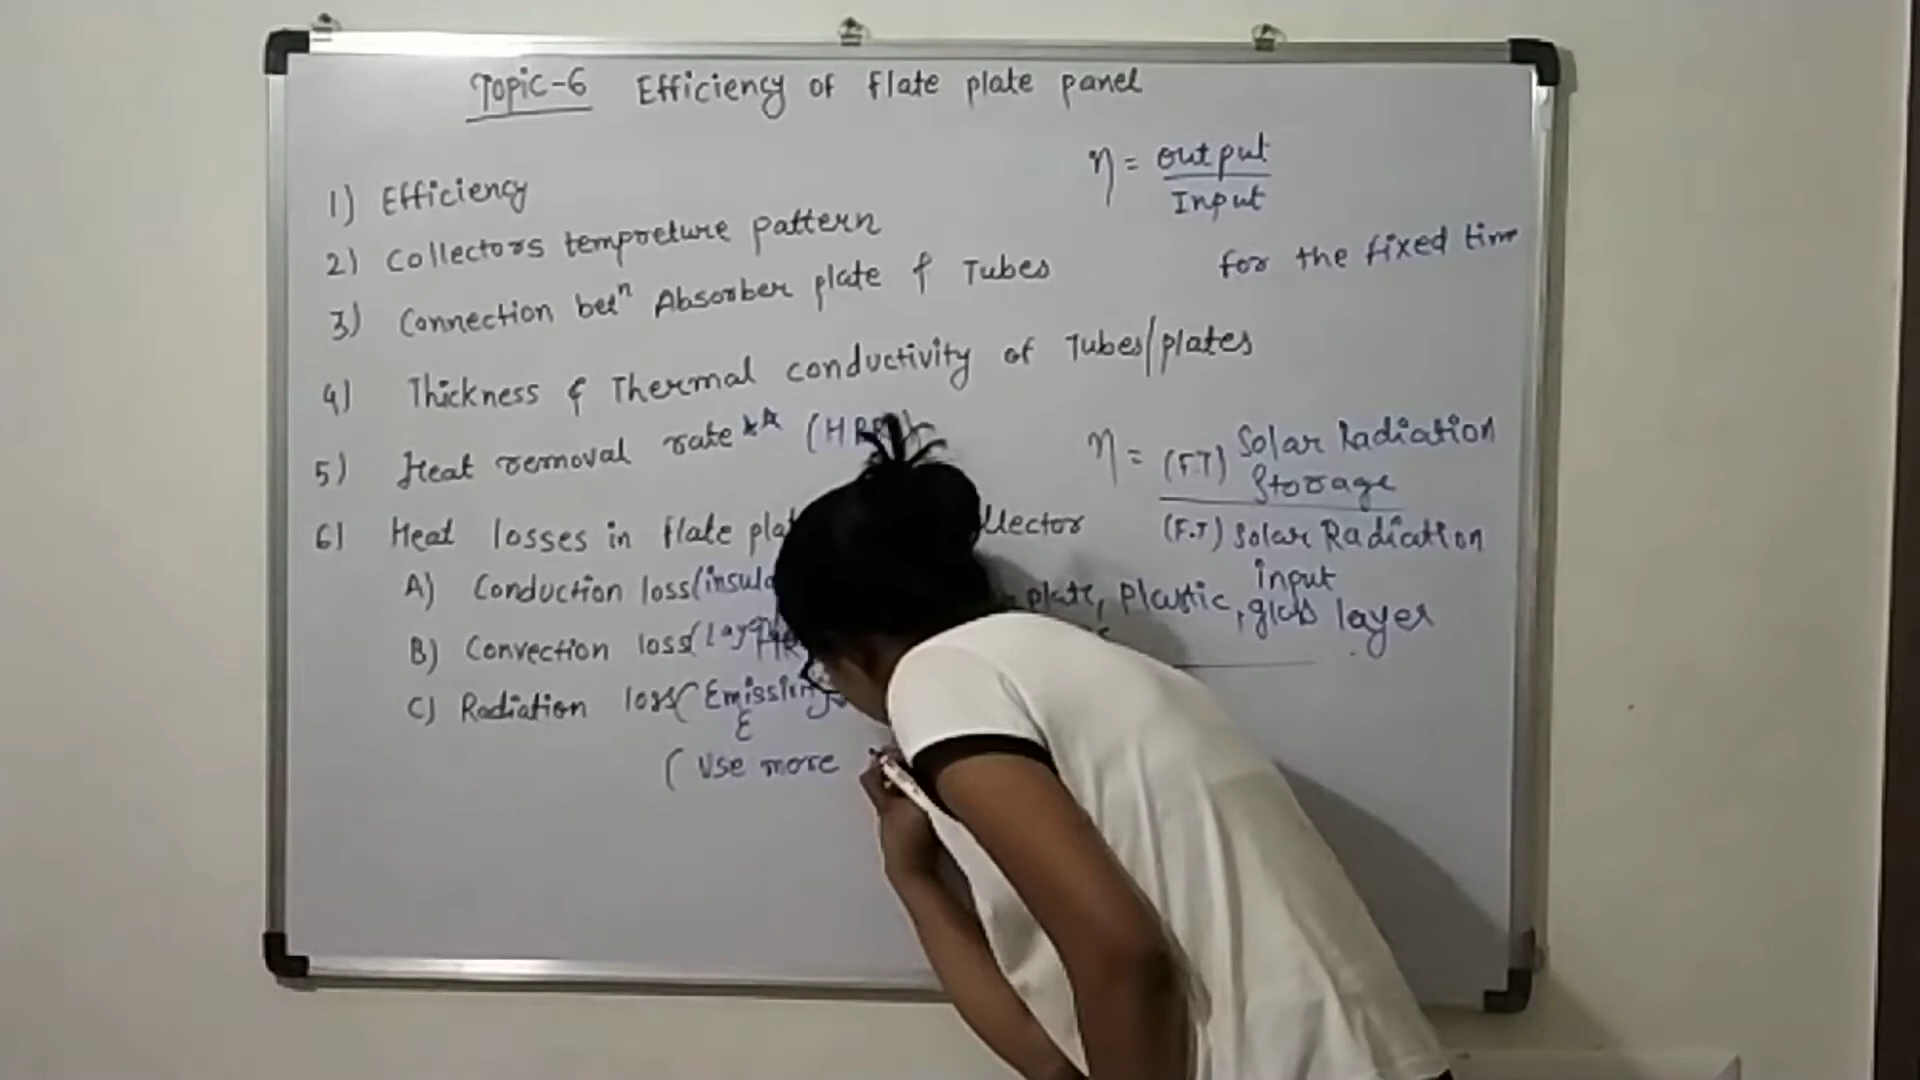 Topic-6 Efficiency of flate plate panel
η = output
Input
for the fixed time
1) Efficiency
2) Collectors tempreture pattern
3) Connection betⁿ Absorber plate & Tubes
4) Thickness & Thermal conductivity of Tubes/plates
5) Heat removal rate
η = (F.T) Solar Radiation
Storage
(F.T) Solar Radiation
input
6) Heat losses in flate
A) Conduction loss( plate, plastic, glass layer
B) Convection loss(
C) Radiation loss(
ε
( Use more